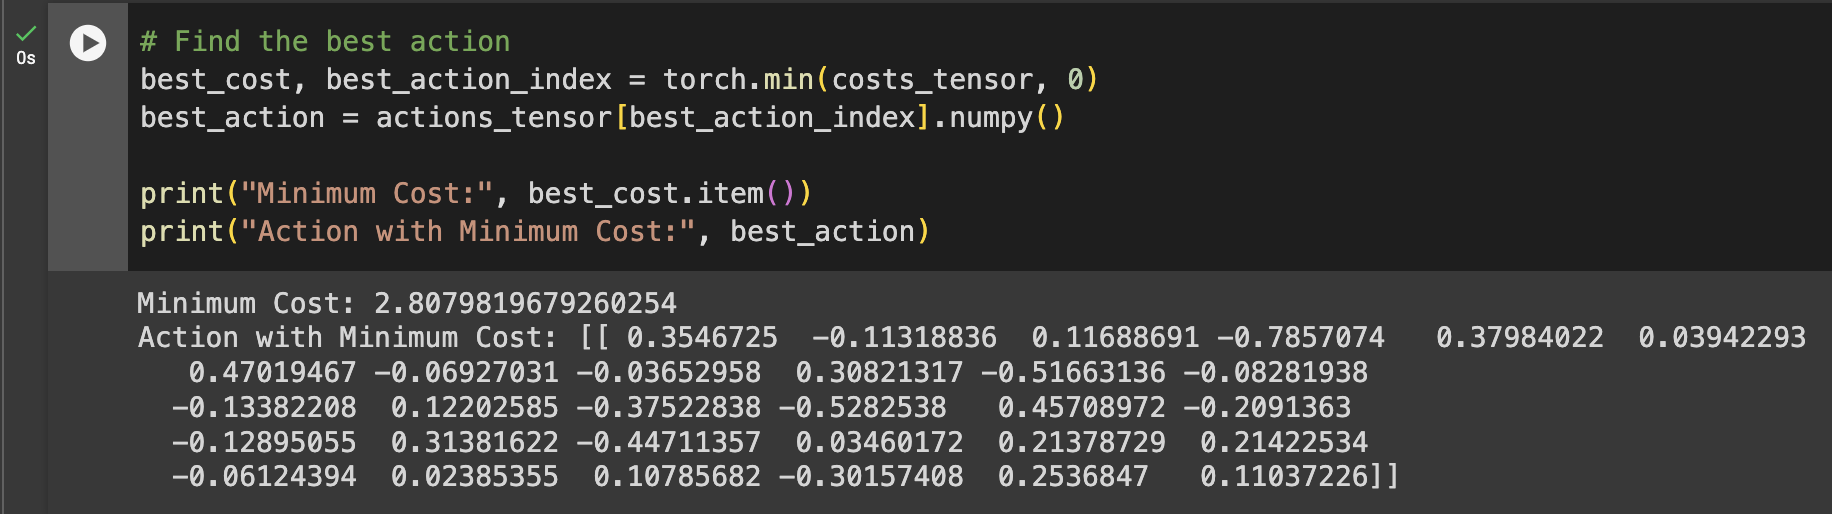 0s
# Find the best action
best_cost, best_action_index = torch.min(costs_tensor, 0)
best_action = actions_tensor[best_action_index].numpy()
print("Minimum Cost:", best_cost.item())
print("Action with Minimum Cost:", best_action)
Minimum Cost: 2.8079819679260254
Action with Minimum Cost: [[ 0.3546725  -0.11318836  0.11688691 -0.7857074   0.37984022  0.03942293
   0.47019467 -0.06927031 -0.03652958  0.30821317 -0.51663136 -0.08281938
  -0.13382208  0.12202585 -0.37522838 -0.5282538   0.45708972 -0.2091363
  -0.12895055  0.31381622 -0.44711357  0.03460172  0.21378729  0.21422534
  -0.06124394  0.02385355  0.10785682 -0.30157408  0.2536847   0.11037226]]